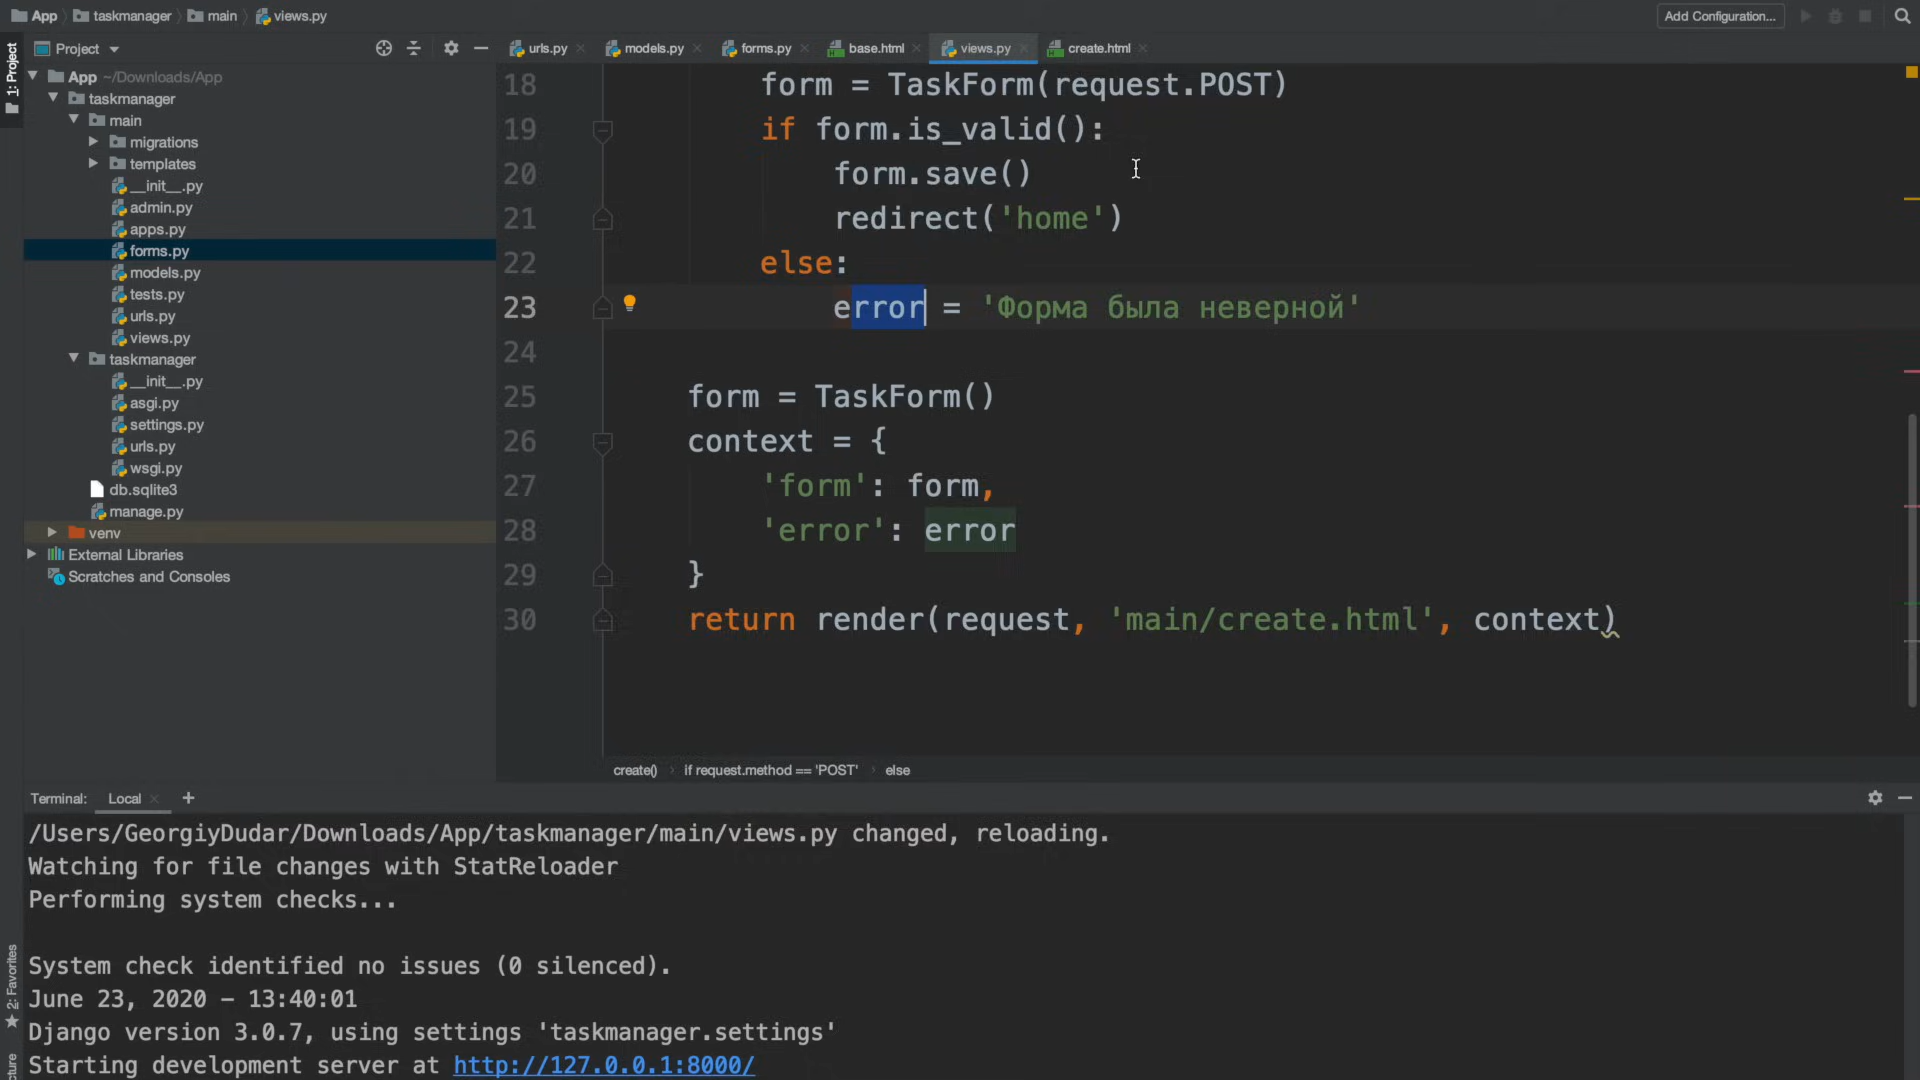 App taskmanager main views.py Add Configuration...
1: Project
Project
urls.py models.py forms.py base.html views.py create.html
App ~/Downloads/App
taskmanager
main
migrations
templates
__init__.py
admin.py
apps.py
forms.py
models.py
tests.py
urls.py
views.py
taskmanager
__init__.py
asgi.py
settings.py
urls.py
wsgi.py
db.sqlite3
manage.py
venv
External Libraries
Scratches and Consoles
18 form = TaskForm(request.POST)
19 if form.is_valid():
20 form.save()
21 redirect('home')
22 else:
23 error = 'Форма была неверной'
24
25 form = TaskForm()
26 context = {
27 'form': form,
28 'error': error
29 }
30 return render(request, 'main/create.html', context)
create() if request.method == 'POST' else
Terminal: Local +
/Users/GeorgiyDudar/Downloads/App/taskmanager/main/views.py changed, reloading.
Watching for file changes with StatReloader
Performing system checks...
System check identified no issues (0 silenced).
June 23, 2020 - 13:40:01
Django version 3.0.7, using settings 'taskmanager.settings'
Starting development server at http://127.0.0.1:8000/
2: Favorites